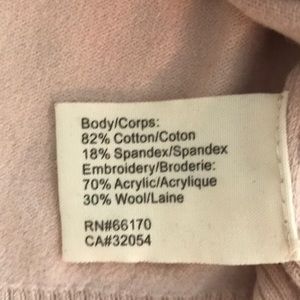 Body/Corps:
82% Cotton/Coton
18% Spandex/Spandex
Embroidery/Broderie:
70% Acrylic/Acrylique
30% Wool/Laine
RN#66170
CA#32054